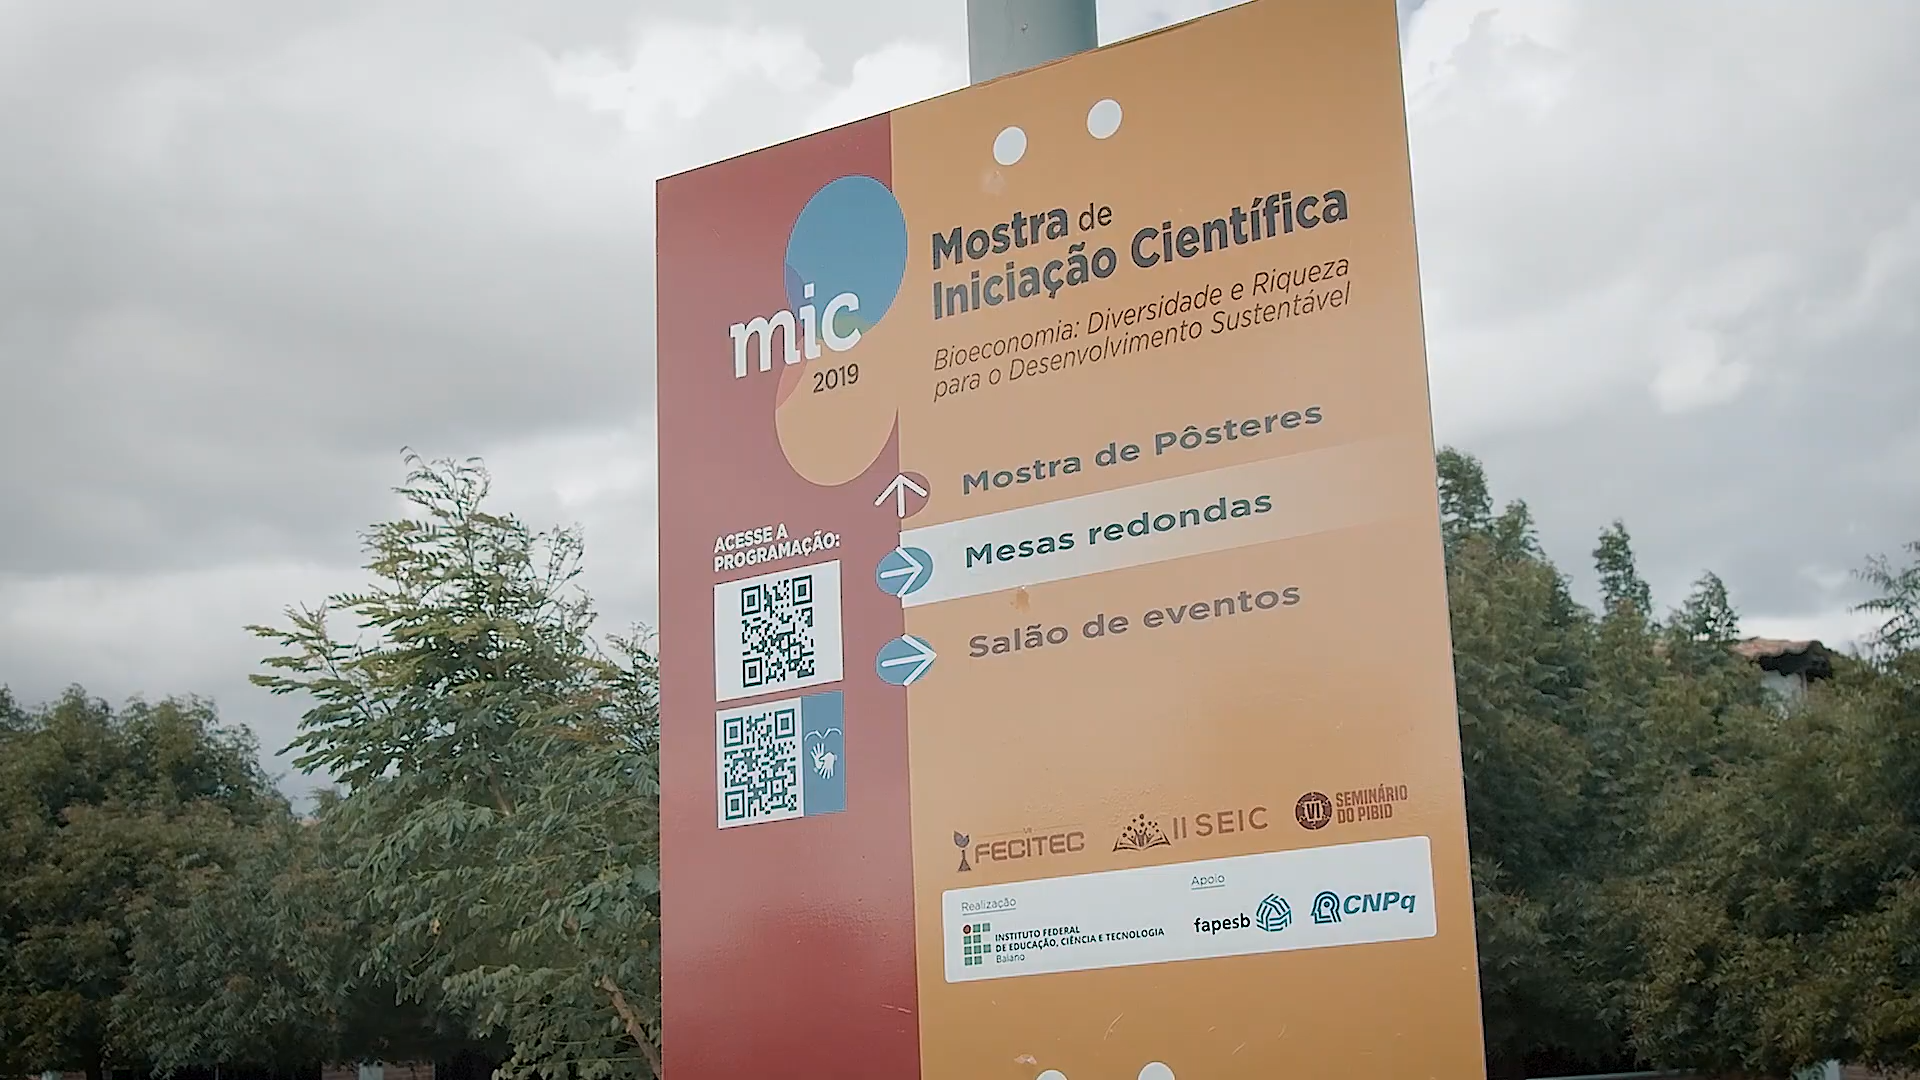 mic
2019
Mostra de
Iniciação Científica
Bioeconomia: Diversidade e Riqueza
para o Desenvolvimento Sustentável
Mostra de Pôsteres
Mesas redondas
Salão de eventos
ACESSE A
PROGRAMAÇÃO:
FECITEC
II SEIC
VI
SEMINÁRIO
DO PIBID
Realização
INSTITUTO FEDERAL
DE EDUCAÇÃO, CIÊNCIA E TECNOLOGIA
Baiano
Apoio
fapesb
CNPq